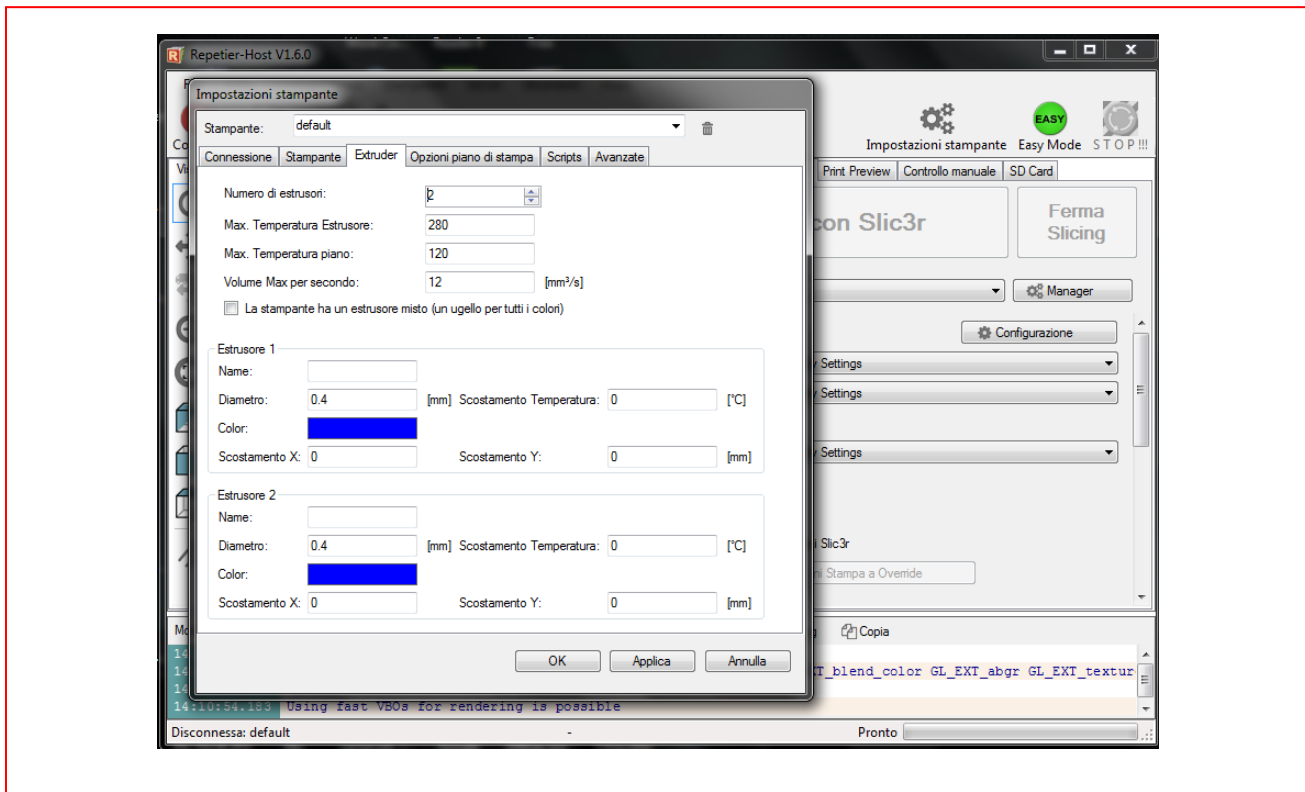 Repetier-Host V1.6.0
Impostazioni stampante
Stampante: default
Connessione Stampante Extruder Opzioni piano di stampa Scripts Avanzate
Numero di estrusori: 2
Max. Temperatura Estrusore: 280
Max. Temperatura piano: 120
Volume Max per secondo: 12 [mm³/s]
La stampante ha un estrusore misto (un ugello per tutti i colori)
Estrusore 1
Name:
Diametro: 0.4 [mm] Scostamento Temperatura: 0 [°C]
Color:
Scostamento X: 0 Scostamento Y: 0 [mm]
Estrusore 2
Name:
Diametro: 0.4 [mm] Scostamento Temperatura: 0 [°C]
Color:
Scostamento X: 0 Scostamento Y: 0 [mm]
OK Applica Annulla
Impostazioni stampante Easy Mode STOP!!!
EASY
Print Preview Controllo manuale SD Card
con Slic3r
Ferma Slicing
Manager
Configurazione
Settings
Settings
Settings
Slic3r
Stampa a Override
Copia
T_blend_color GL_EXT_abgr GL_EXT_textur
14:10:54.183 Using fast VBOs for rendering is possible
Disconnessa: default - Pronto